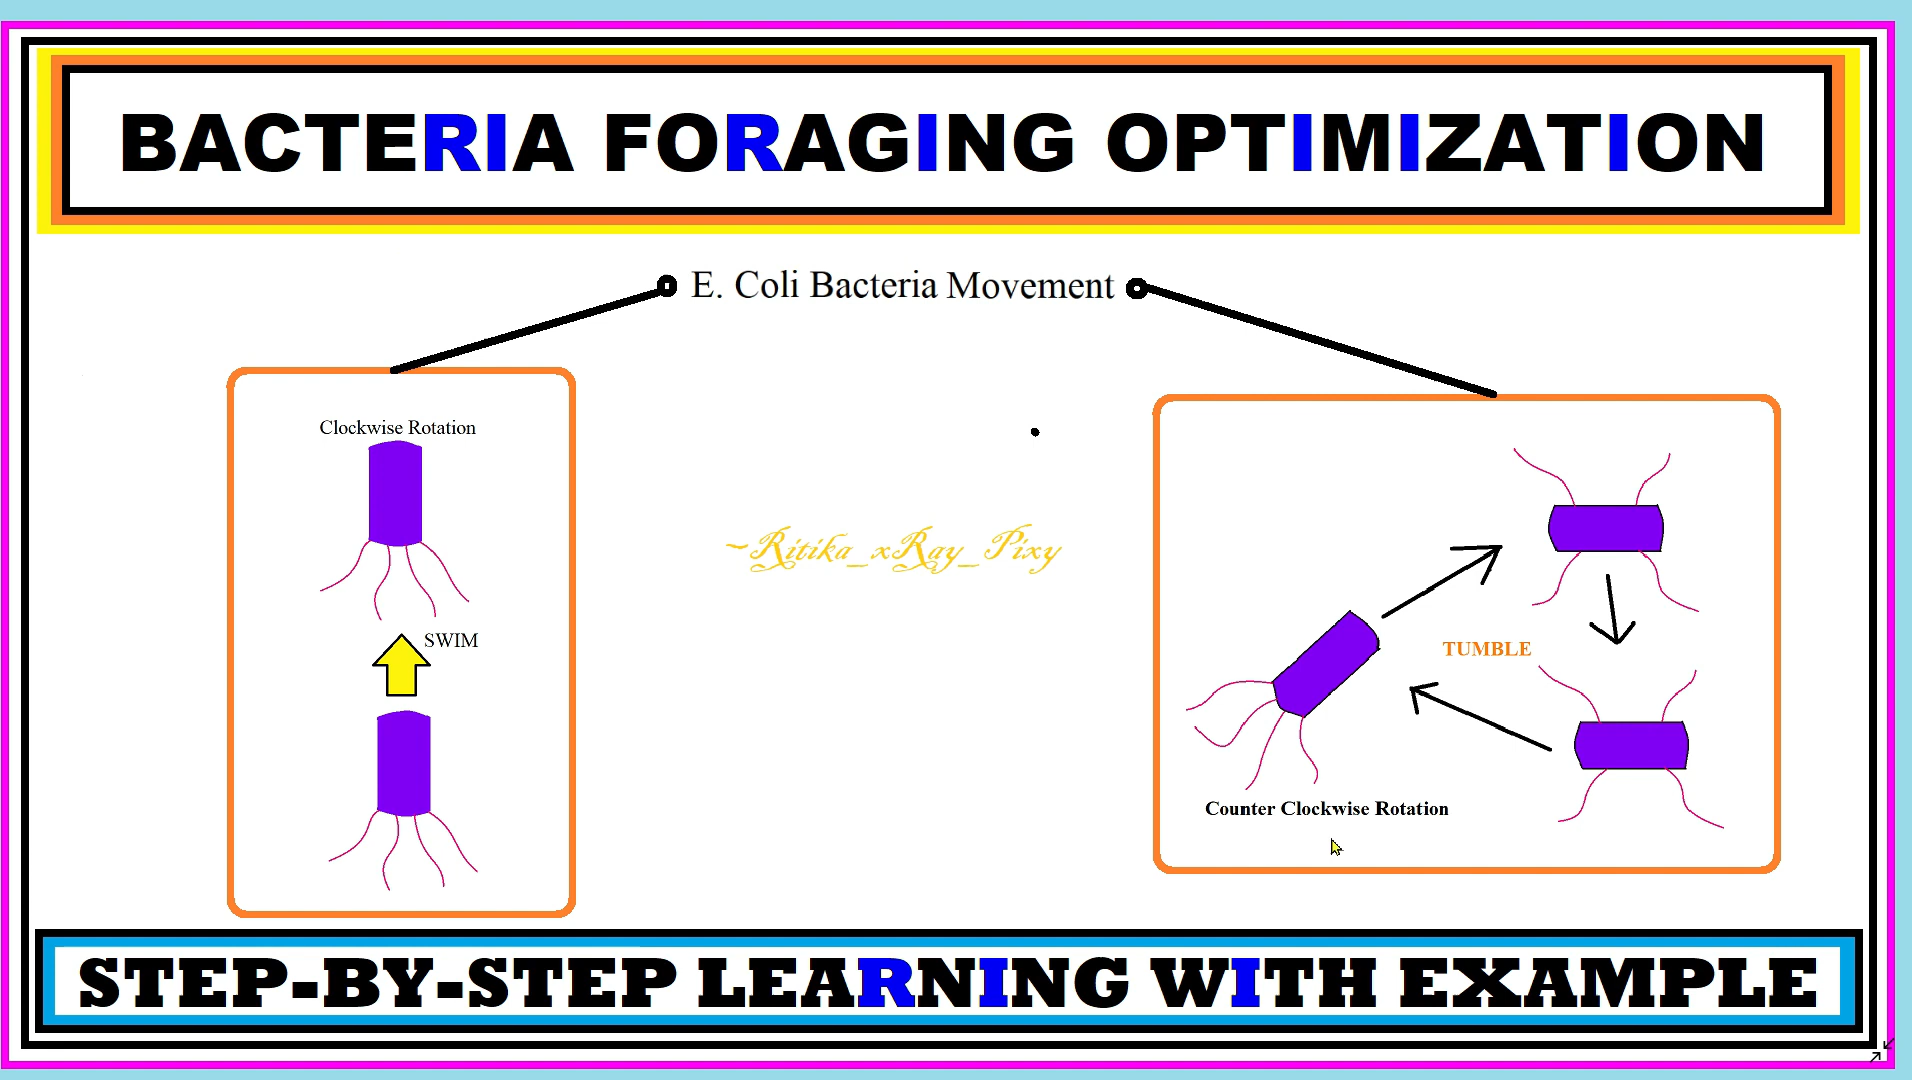 BACTERIA FORAGING OPTIMIZATION
E. Coli Bacteria Movement
Clockwise Rotation
SWIM
~Ritika_xRay_Pixy
TUMBLE
Counter Clockwise Rotation
STEP-BY-STEP LEARNING WITH EXAMPLE